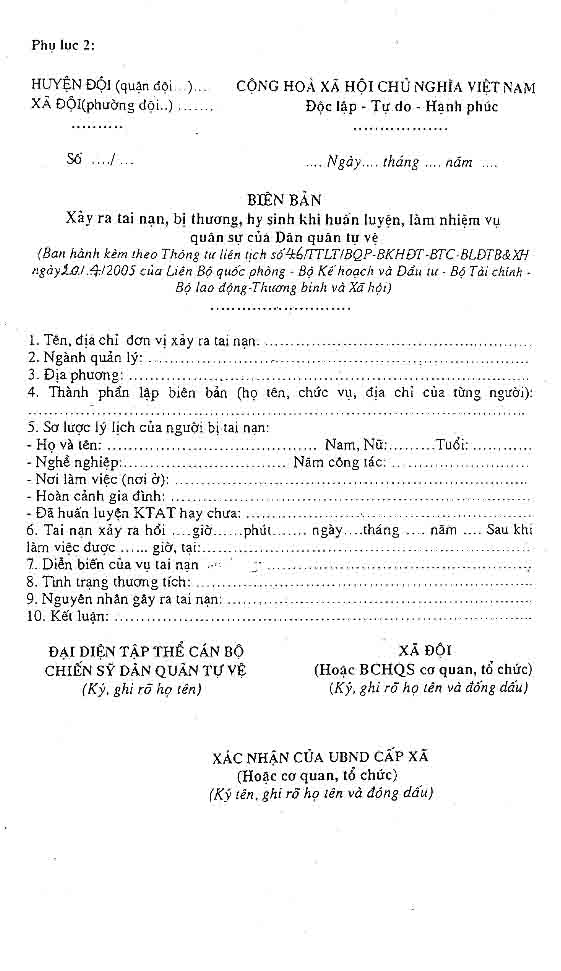 Phụ lục 2:
HUYỆN ĐỘI (quận đội...)... CỘNG HOÀ XÃ HỘI CHỦ NGHĨA VIỆT NAM
XÃ ĐỘI(phường đội..) ....... Độc lập - Tự do - Hạnh phúc
.......... .................
Số ..../ ... .... Ngày.... tháng .... năm ....
BIÊN BẢN
Xảy ra tai nạn, bị thương, hy sinh khi huấn luyện, làm nhiệm vụ
quân sự của Dân quân tự vệ
(Ban hành kèm theo Thông tư liên tịch số 46/TTLT/BQP-BKHĐT-BTC-BLĐTB&XH
ngày 20/.4/2005 của Liên Bộ quốc phòng - Bộ Kế hoạch và Đầu tư - Bộ Tài chính -
Bộ lao động-Thương binh và Xã hội)
.........................
1. Tên, địa chỉ đơn vị xảy ra tai nạn: ..................................................
2. Ngành quản lý: ......................................................................
3. Địa phương: .........................................................................
4. Thành phần lập biên bản (họ tên, chức vụ, địa chỉ của từng người):
..........................................................................................
5. Sơ lược lý lịch của người bị tai nạn:
- Họ và tên: ........................................ Nam, Nữ:.........Tuổi: ...........
- Nghề nghiệp:............................... Năm công tác: ..........................
- Nơi làm việc (nơi ở): ................................................................
- Hoàn cảnh gia đình: ..................................................................
- Đã huấn luyện KTAT hay chưa: .........................................................
6. Tai nạn xảy ra hồi ....giờ......phút....... ngày....tháng .... năm .... Sau khi
làm việc được ...... giờ, tại:..........................................................
7. Diễn biến của vụ tai nạn ............................................................
8. Tình trạng thương tích: .............................................................
9. Nguyên nhân gây ra tai nạn: .........................................................
10. Kết luận: ..........................................................................
ĐẠI DIỆN TẬP THỂ CÁN BỘ XÃ ĐỘI
CHIẾN SỸ DÂN QUÂN TỰ VỆ (Hoặc BCHQS cơ quan, tổ chức)
(Ký, ghi rõ họ tên) (Ký, ghi rõ họ tên và đóng dấu)
XÁC NHẬN CỦA UBND CẤP XÃ
(Hoặc cơ quan, tổ chức)
(Ký tên, ghi rõ họ tên và đóng dấu)